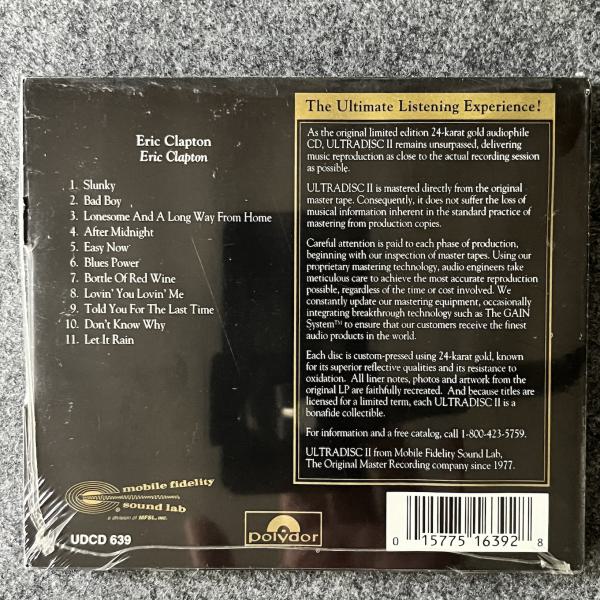 Eric Clapton
Eric Clapton
1. Slunky
2. Bad Boy
3. Lonesome And A Long Way From Home
4. After Midnight
5. Easy Now
6. Blues Power
7. Bottle Of Red Wine
8. Lovin' You Lovin' Me
9. Told You For The Last Time
10. Don't Know Why
11. Let It Rain
mobile fidelity
sound lab
a division of MFSL, INC.
UDCD 639
polydor
The Ultimate Listening Experience!
As the original limited edition 24-karat gold audiophile
CD, ULTRADISC II remains unsurpassed, delivering
music reproduction as close to the actual recording session
as possible.
ULTRADISC II is mastered directly from the original
master tape. Consequently, it does not suffer the loss of
musical information inherent in the standard practice of
mastering from production copies.
Careful attention is paid to each phase of production,
beginning with our inspection of master tapes. Using our
proprietary mastering technology, audio engineers take
meticulous care to achieve the most accurate reproduction
possible, regardless of the time or cost involved. We
constantly update our mastering equipment, occasionally
integrating breakthrough technology such as The GAIN
System™ to ensure that our customers receive the finest
audio products in the world.
Each disc is custom-pressed using 24-karat gold, known
for its superior reflective qualities and its resistance to
oxidation. All liner notes, photos and artwork from the
original LP are faithfully recreated. And because titles are
licensed for a limited term, each ULTRADISC II is a
bonafide collectible.
For information and a free catalog, call 1-800-423-5759.
ULTRADISC II from Mobile Fidelity Sound Lab,
The Original Master Recording company since 1977.
0 15775 16392 8